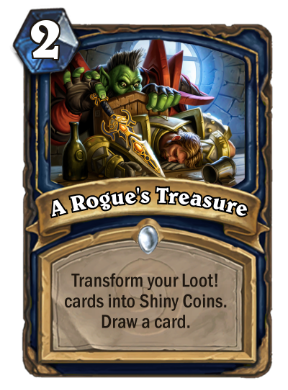 2
A Rogue's Treasure
Transform your Loot!
cards into Shiny Coins.
Draw a card.